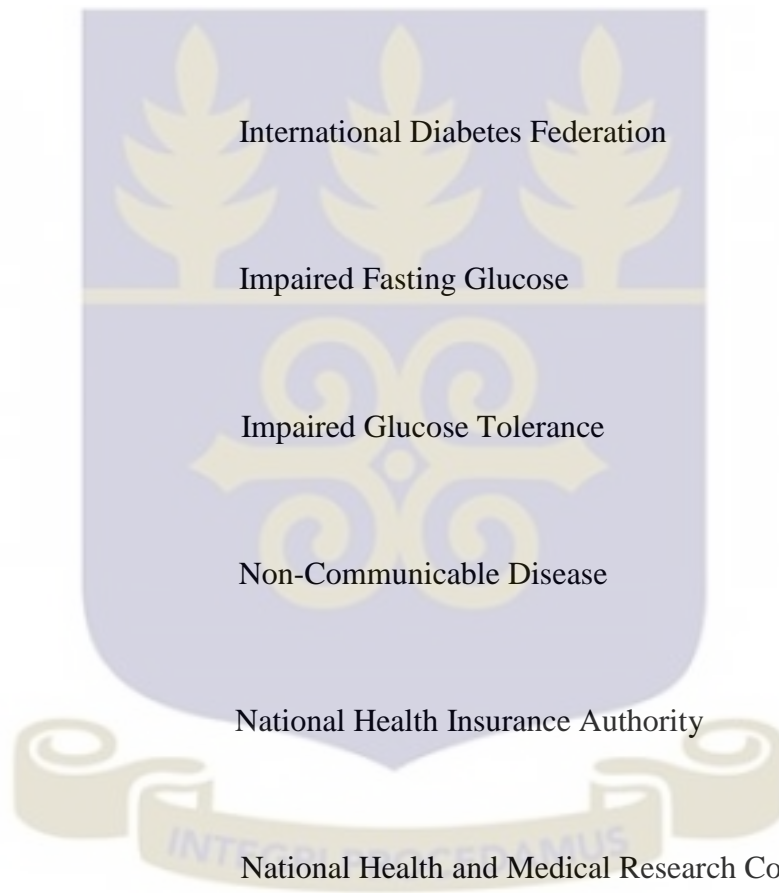 International Diabetes Federation
Impaired Fasting Glucose
Impaired Glucose Tolerance
Non-Communicable Disease
National Health Insurance Authority
National Health and Medical Research Co
INTEGRI PROCEDAMUS